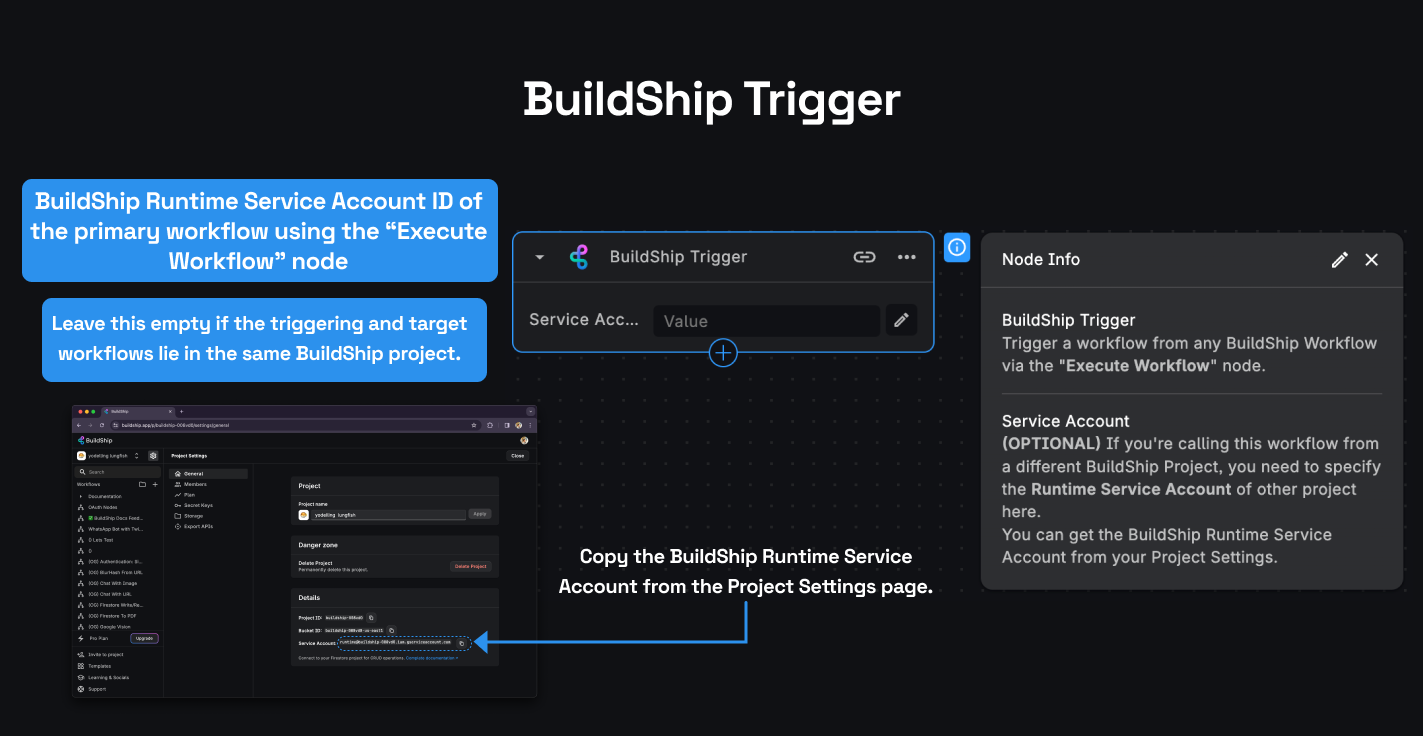 BuildShip Trigger
BuildShip Runtime Service Account ID of
the primary workflow using the “Execute
Workflow” node
Leave this empty if the triggering and target
workflows lie in the same BuildShip project.
BuildShip Trigger
Service Acc...
Value
Node Info
BuildShip Trigger
Trigger a workflow from any BuildShip Workflow
via the "Execute Workflow" node.
Service Account
(OPTIONAL) If you're calling this workflow from
a different BuildShip Project, you need to specify
the Runtime Service Account of other project
here.
You can get the BuildShip Runtime Service
Account from your Project Settings.
Copy the BuildShip Runtime Service
Account from the Project Settings page.
BuildShip
BuildShip
yodelling lungfish
Search
Workflows
Documentation
OAuth Nodes
BuildShip Docs Feed...
WhatsApp Bot with Twi...
0 Lets Test
0
(OG) Authentication: Si...
(OG) BlurHash From URL
(OG) Chat With Image
(OG) Chat With URL
(OG) Firestore Write/Re...
(OG) Firestore To PDF
(OG) Google Vision
Pro Plan
Upgrade
Invite to project
Templates
Learning & Socials
Support
Project Settings
Close
General
Members
Plan
Secret Keys
Storage
Export APIs
Project
Project name
yodelling lungfish
Apply
Danger zone
Delete Project
Permanently delete this project.
Delete Project
Details
Project ID:
Bucket ID:
Service Account:
Connect to your Firestore project for CRUD operations. Complete documentation